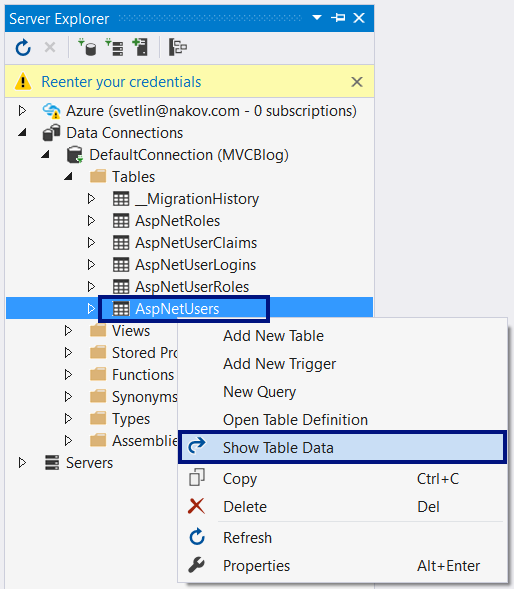 Server Explorer
Reenter your credentials
Azure (svetlin@nakov.com - 0 subscriptions)
Data Connections
DefaultConnection (MVCBlog)
Tables
__MigrationHistory
AspNetRoles
AspNetUserClaims
AspNetUserLogins
AspNetUserRoles
AspNetUsers
Views
Stored Pro
Functions
Synonyms
Types
Assemblie
Servers
Add New Table
Add New Trigger
New Query
Open Table Definition
Show Table Data
Copy Ctrl+C
Delete Del
Refresh
Properties Alt+Enter